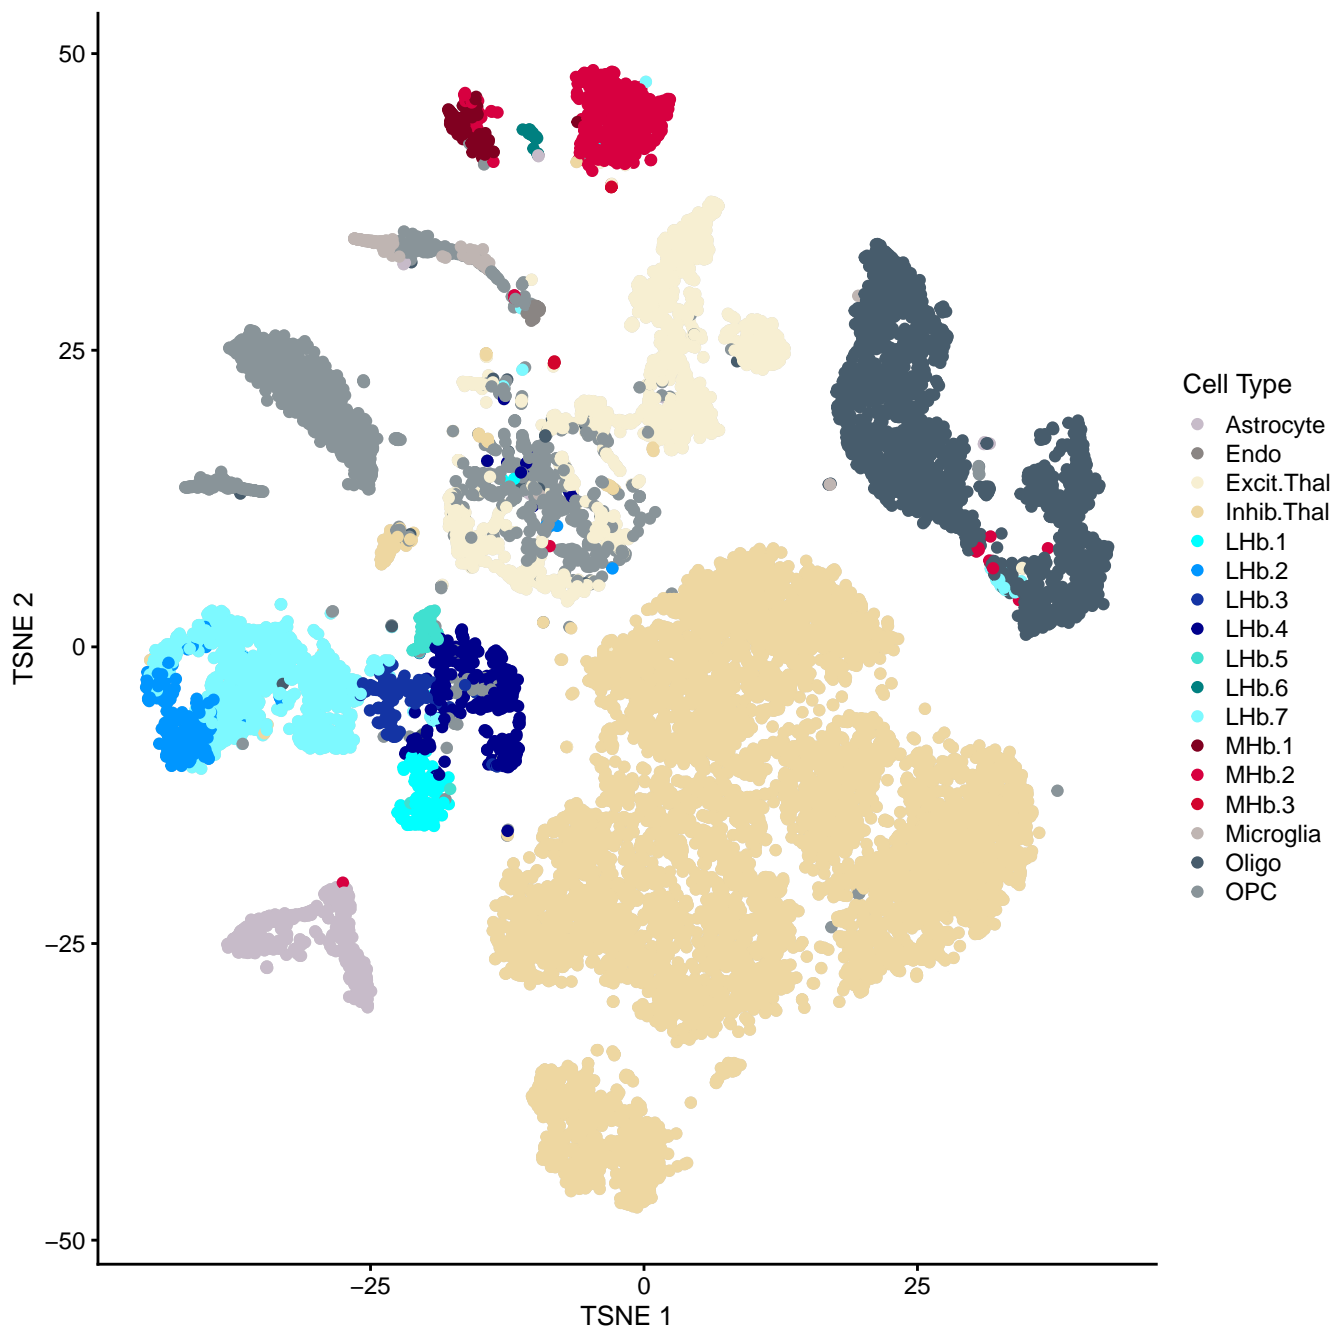 50
25
0
−25
−50
TSNE 2
−25
0
25
TSNE 1
Cell Type
Astrocyte
Endo
Excit.Thal
Inhib.Thal
LHb.1
LHb.2
LHb.3
LHb.4
LHb.5
LHb.6
LHb.7
MHb.1
MHb.2
MHb.3
Microglia
Oligo
OPC